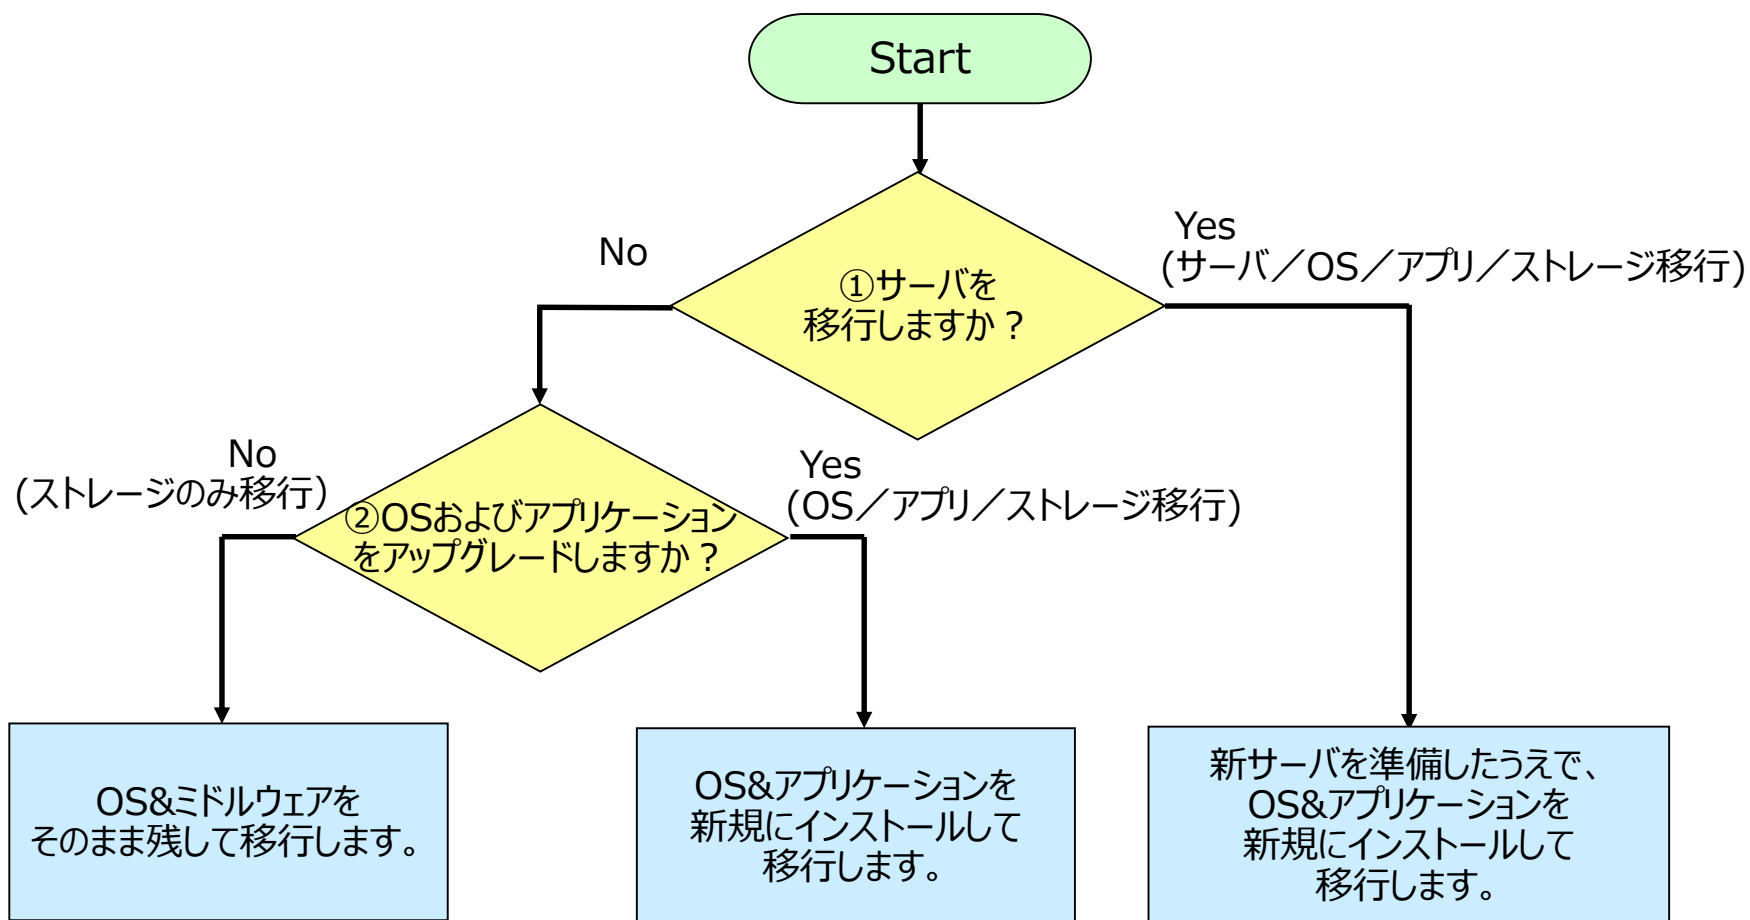 Start
No
Yes
(サーバ／OS／アプリ／ストレージ移行)
①サーバを
移行しますか？
No
(ストレージのみ移行)
Yes
(OS／アプリ／ストレージ移行)
②OSおよびアプリケーション
をアップグレードしますか？
OS&ミドルウェアを
そのまま残して移行します。
OS&アプリケーションを
新規にインストールして
移行します。
新サーバを準備したうえで、
OS&アプリケーションを
新規にインストールして
移行します。